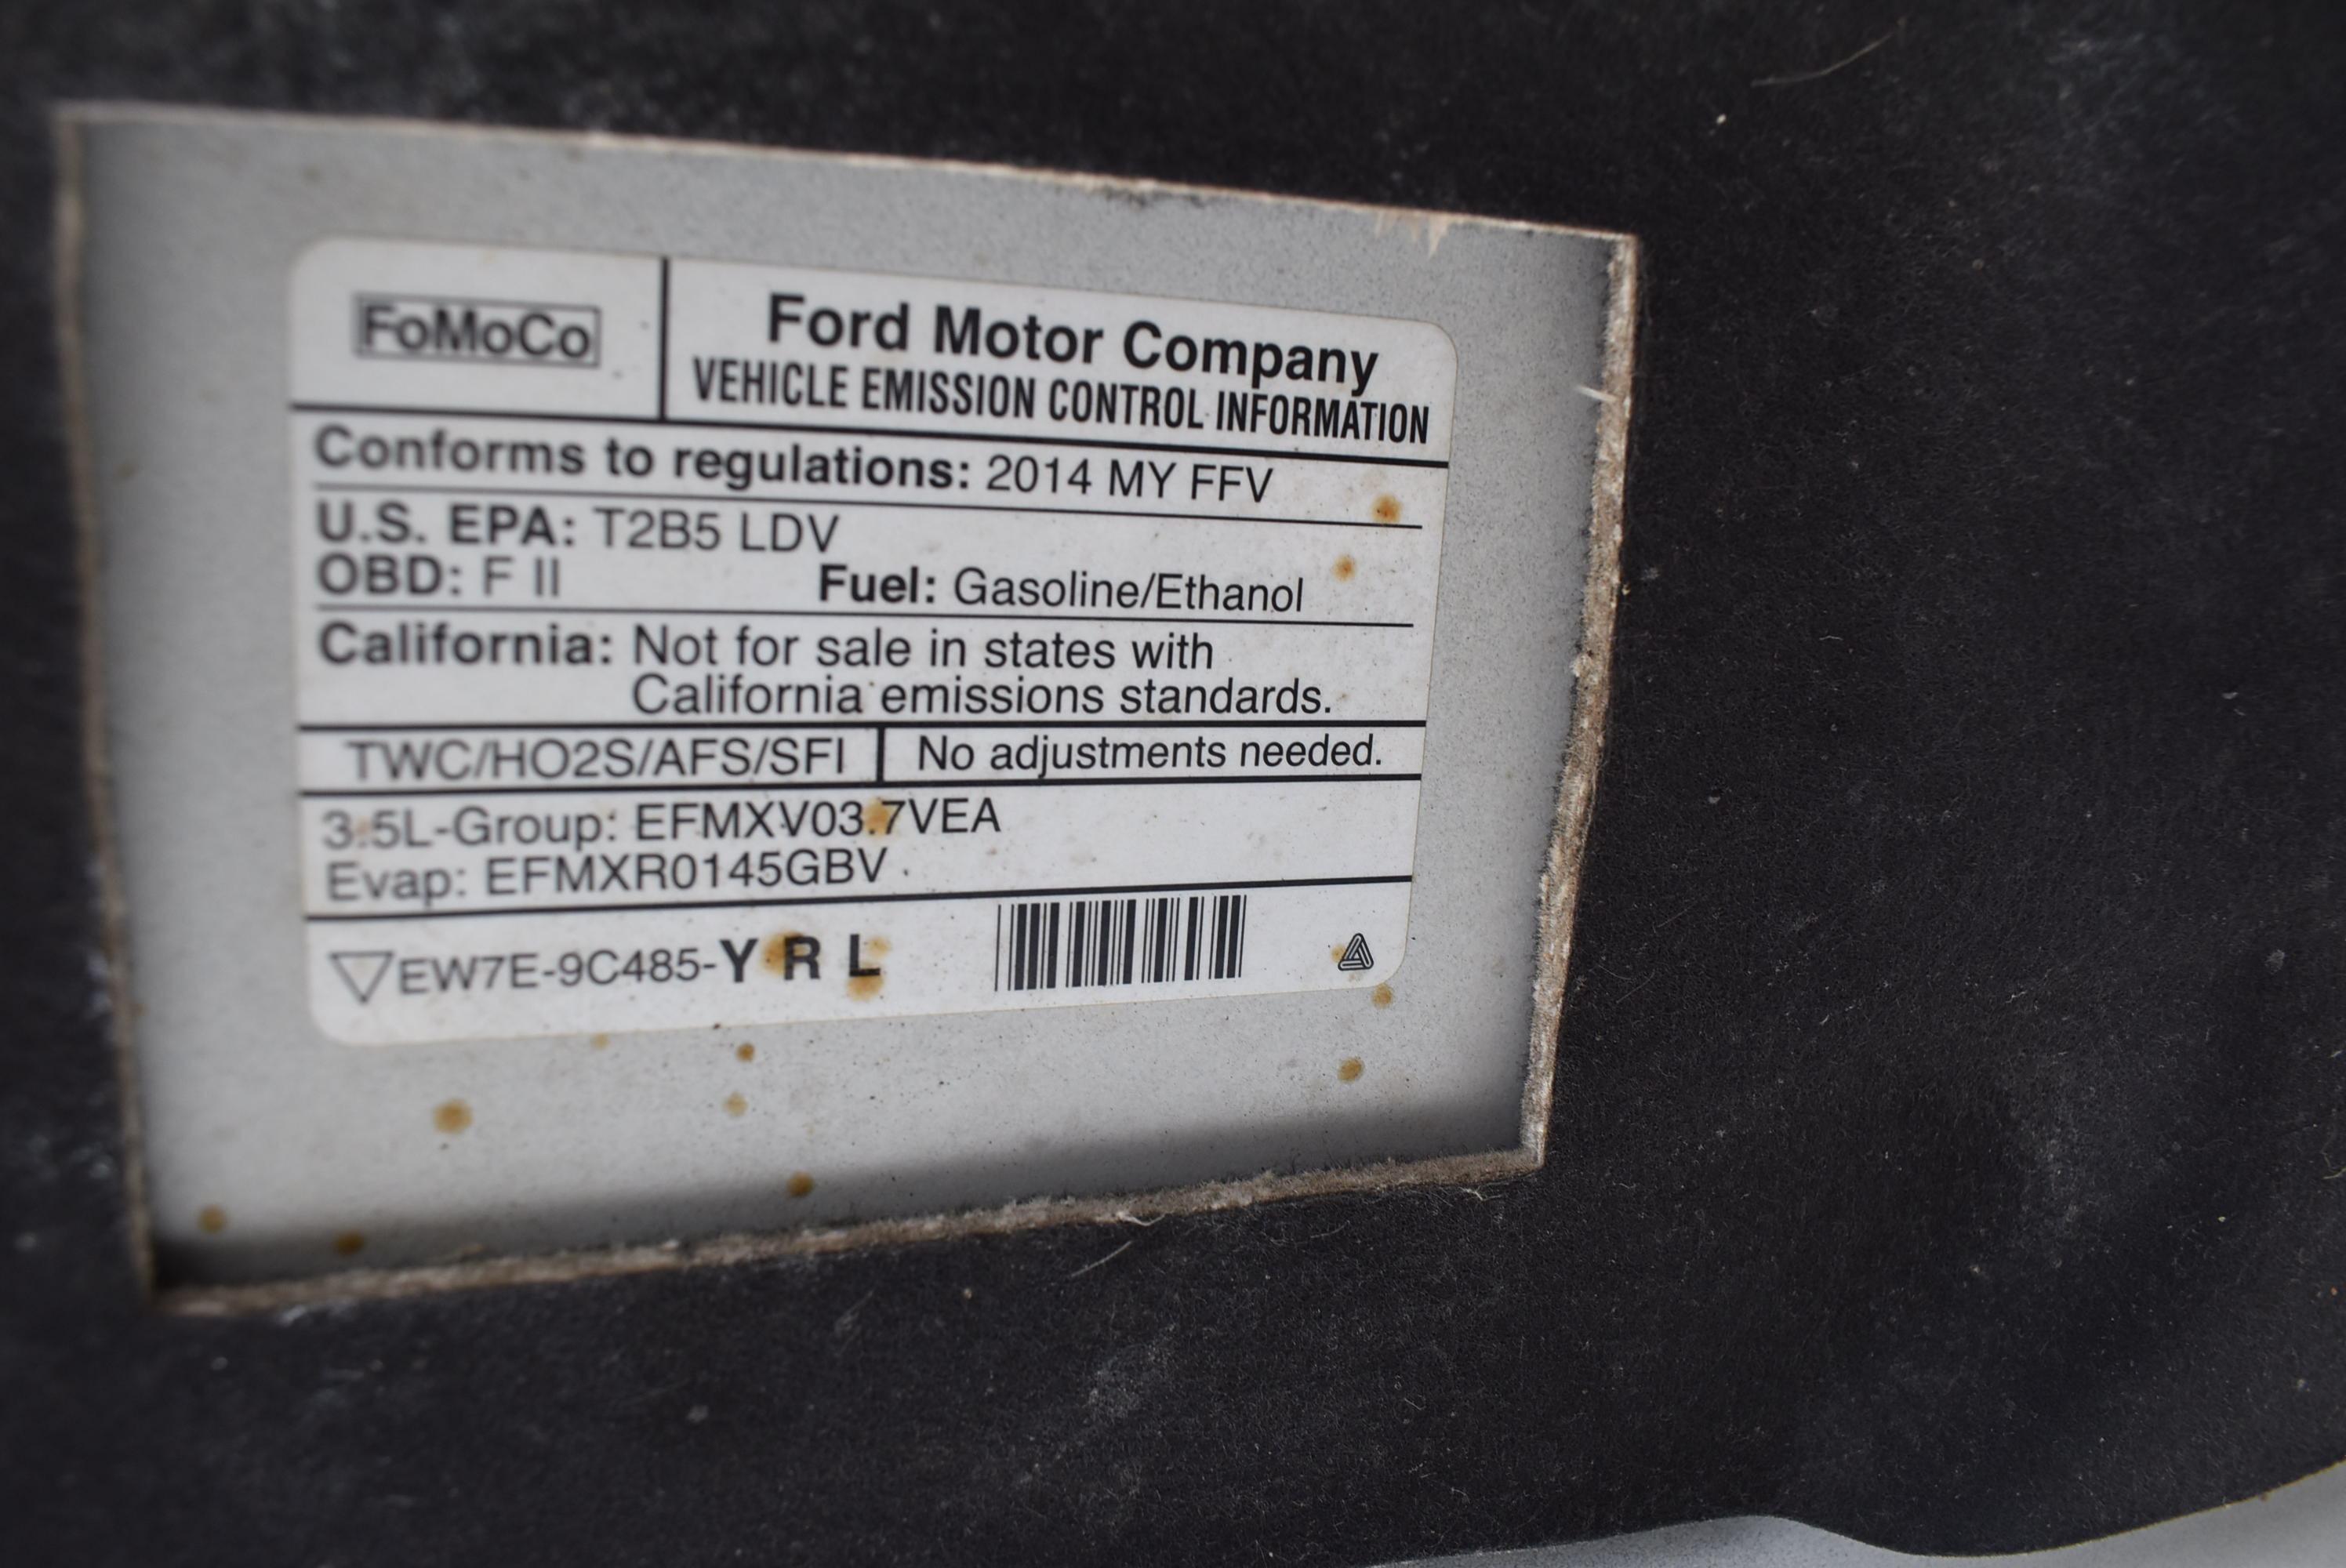 FoMoCo
Ford Motor Company
VEHICLE EMISSION CONTROL INFORMATION
Conforms to regulations: 2014 MY FFV
U.S. EPA: T2B5 LDV
OBD: F II Fuel: Gasoline/Ethanol
California: Not for sale in states with
California emissions standards.
TWC/HO2S/AFS/SFI No adjustments needed.
3.5L-Group: EFMXV03.7VEA
Evap: EFMXR0145GBV
EW7E-9C485-Y R L